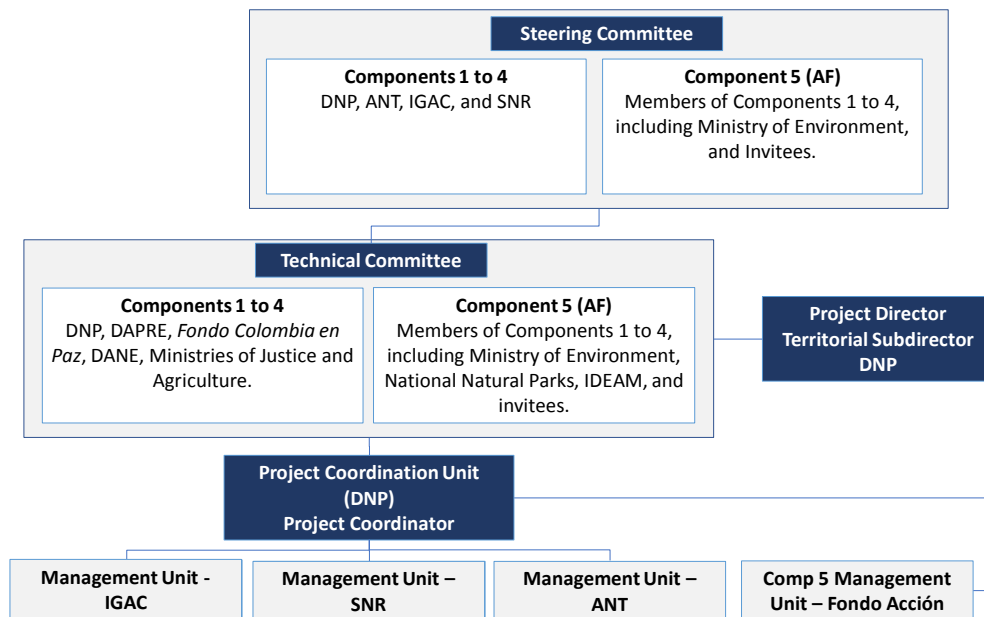 Steering Committee
Components 1 to 4
DNP, ANT, IGAC, and SNR
Component 5 (AF)
Members of Components 1 to 4,
including Ministry of Environment,
and Invitees.
Technical Committee
Components 1 to 4
DNP, DAPRE, Fondo Colombia en
Paz, DANE, Ministries of Justice and
Agriculture.
Component 5 (AF)
Members of Components 1 to 4,
including Ministry of Environment,
National Natural Parks, IDEAM, and
invitees.
Project Director
Territorial Subdirector
DNP
Project Coordination Unit
(DNP)
Project Coordinator
Management Unit -
IGAC
Management Unit –
SNR
Management Unit –
ANT
Comp 5 Management
Unit – Fondo Acción